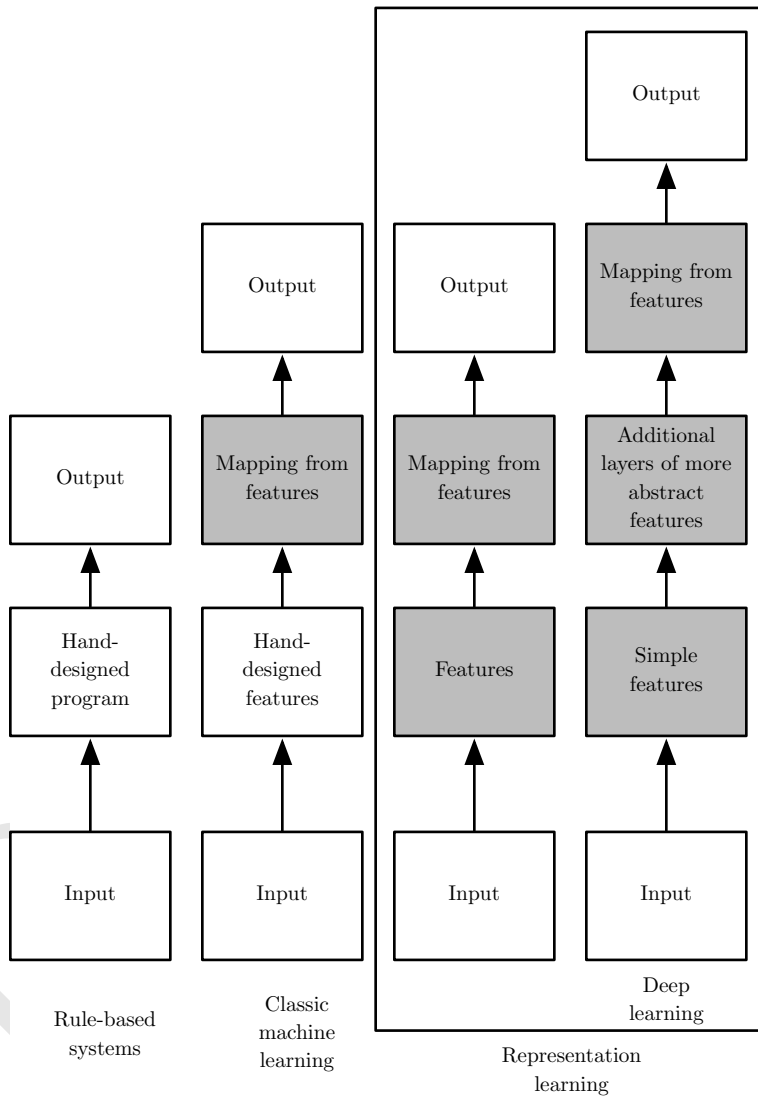 Output
Mapping from
features
Output
Output
Additional
layers of more
abstract
features
Mapping from
features
Mapping from
features
Output
Hand-
designed
program
Hand-
designed
features
Features
Simple
features
Input
Input
Input
Input
Rule-based
systems
Classic
machine
learning
Deep
learning
Representation
learning